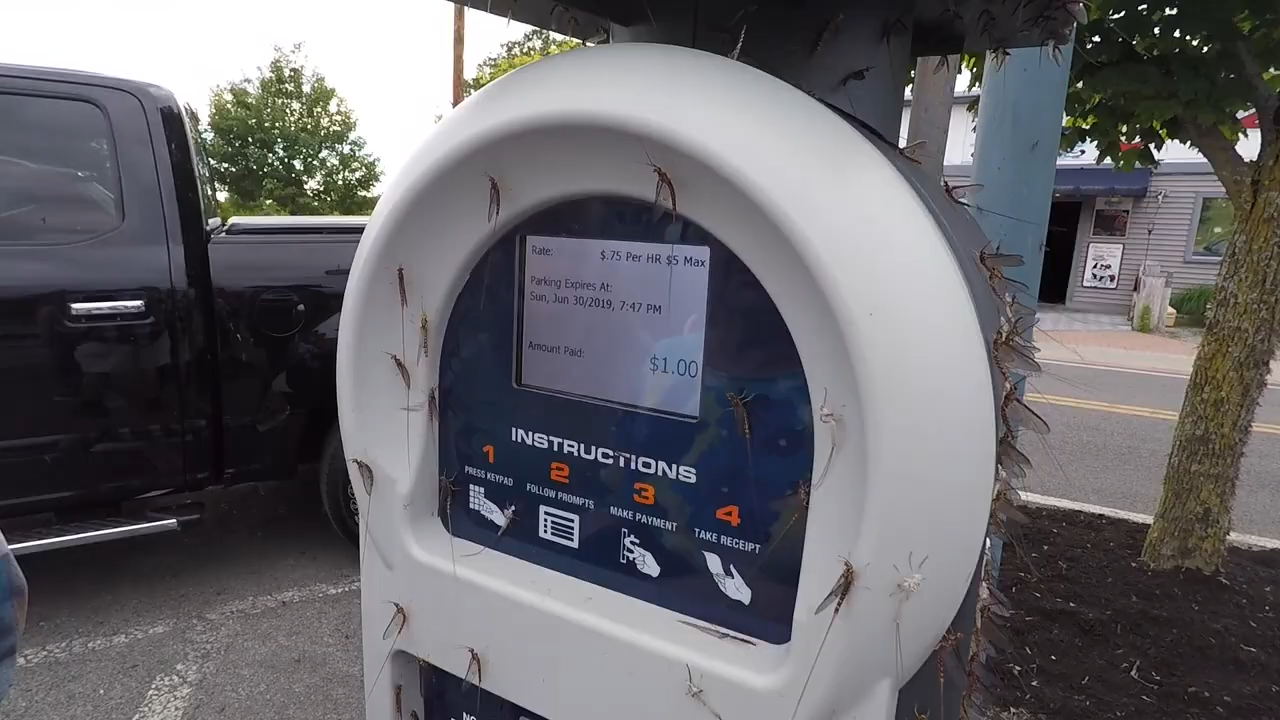 Rate: $.75 Per HR $5 Max
Parking Expires At:
Sun, Jun 30/2019, 7:47 PM
Amount Paid: $1.00
INSTRUCTIONS
1 2 3 4
PRESS KEYPAD FOLLOW PROMPTS MAKE PAYMENT TAKE RECEIPT